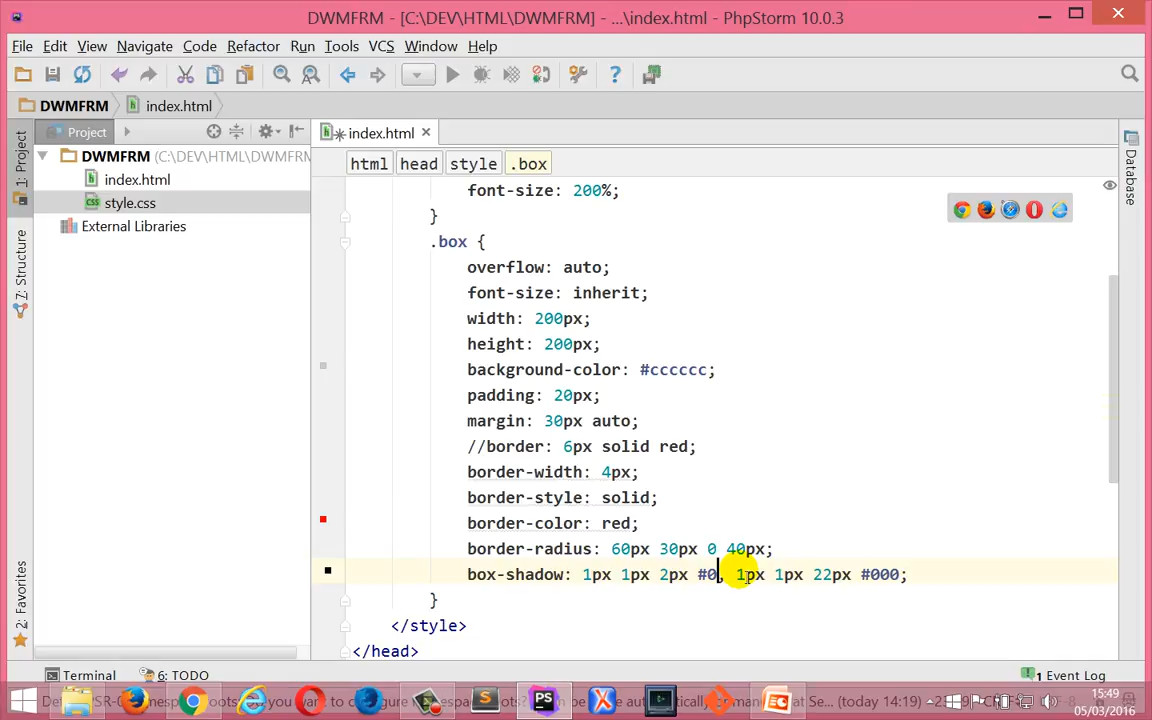 DWMFRM - [C:\DEV\HTML\DWMFRM] - ...\index.html - PhpStorm 10.0.3
File Edit View Navigate Code Refactor Run Tools VCS Window Help
DWMFRM index.html
Project
index.html
1: Project
7: Structure
2: Favorites
DWMFRM (C:\DEV\HTML\DWMFRM
index.html
style.css
External Libraries
html head style .box
font-size: 200%;
}
.box {
overflow: auto;
font-size: inherit;
width: 200px;
height: 200px;
background-color: #cccccc;
padding: 20px;
margin: 30px auto;
//border: 6px solid red;
border-width: 4px;
border-style: solid;
border-color: red;
border-radius: 60px 30px 0 40px;
box-shadow: 1px 1px 2px #0, 1px 1px 22px #000;
}
</style>
</head>
Database
Terminal 6: TODO 1 Event Log
15:49
05/03/2016